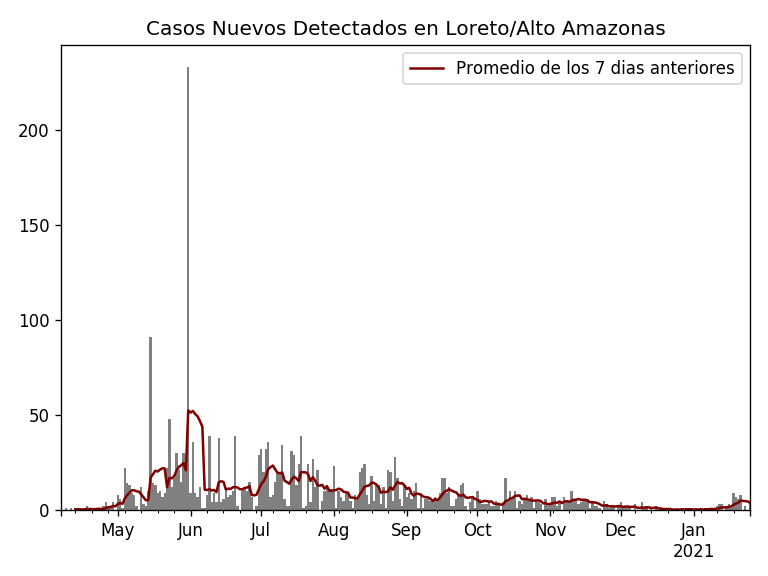 Casos Nuevos Detectados en Loreto/Alto Amazonas
Promedio de los 7 dias anteriores
200
150
100
50
0
May Jun Jul Aug Sep Oct Nov Dec Jan
2021